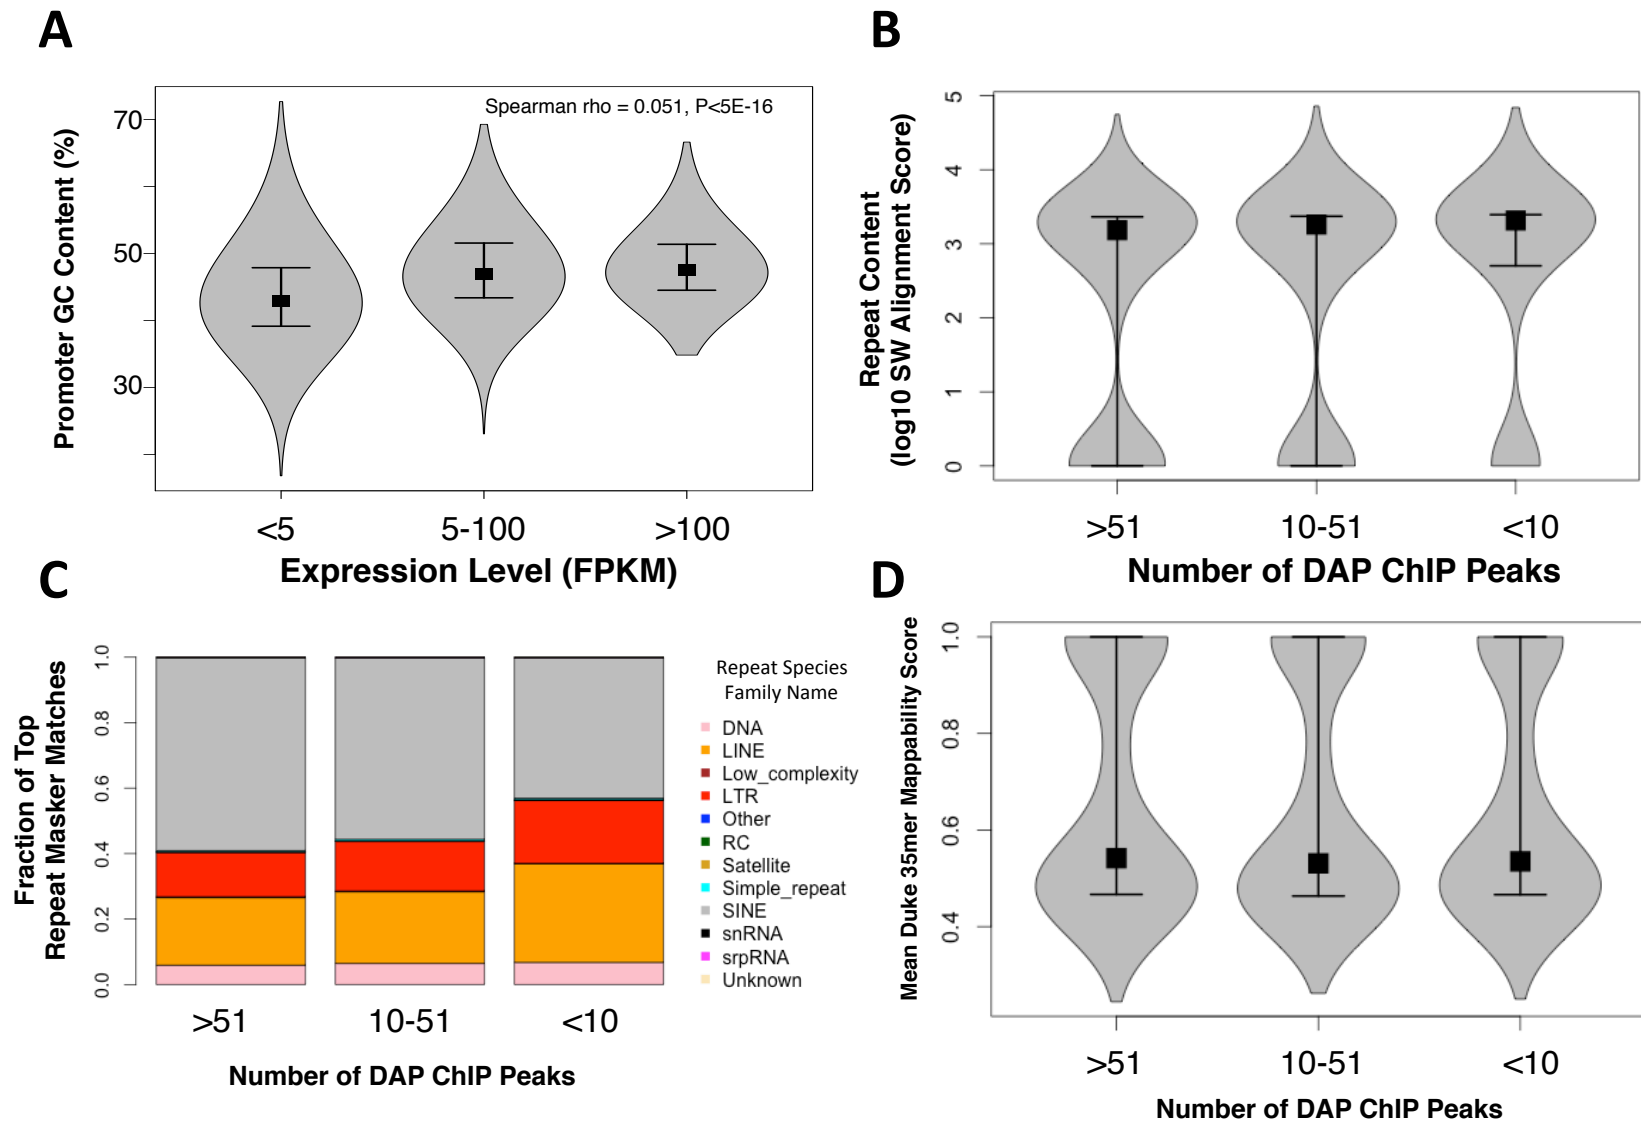 A
Spearman rho = 0.051, P<5E-16
Promoter GC Content (%)
70
50
30
<5
5-100
>100
Expression Level (FPKM)
B
Repeat Content
(log10 SW Alignment Score)
5
4
3
2
1
0
>51
10-51
<10
Number of DAP ChIP Peaks
C
Fraction of Top
Repeat Masker Matches
1.0
0.8
0.6
0.4
0.2
0.0
>51
10-51
<10
Number of DAP ChIP Peaks
Repeat Species
Family Name
DNA
LINE
Low_complexity
LTR
Other
RC
Satellite
Simple_repeat
SINE
snRNA
srpRNA
Unknown
D
Mean Duke 35mer Mappability Score
1.0
0.8
0.6
0.4
>51
10-51
<10
Number of DAP ChIP Peaks